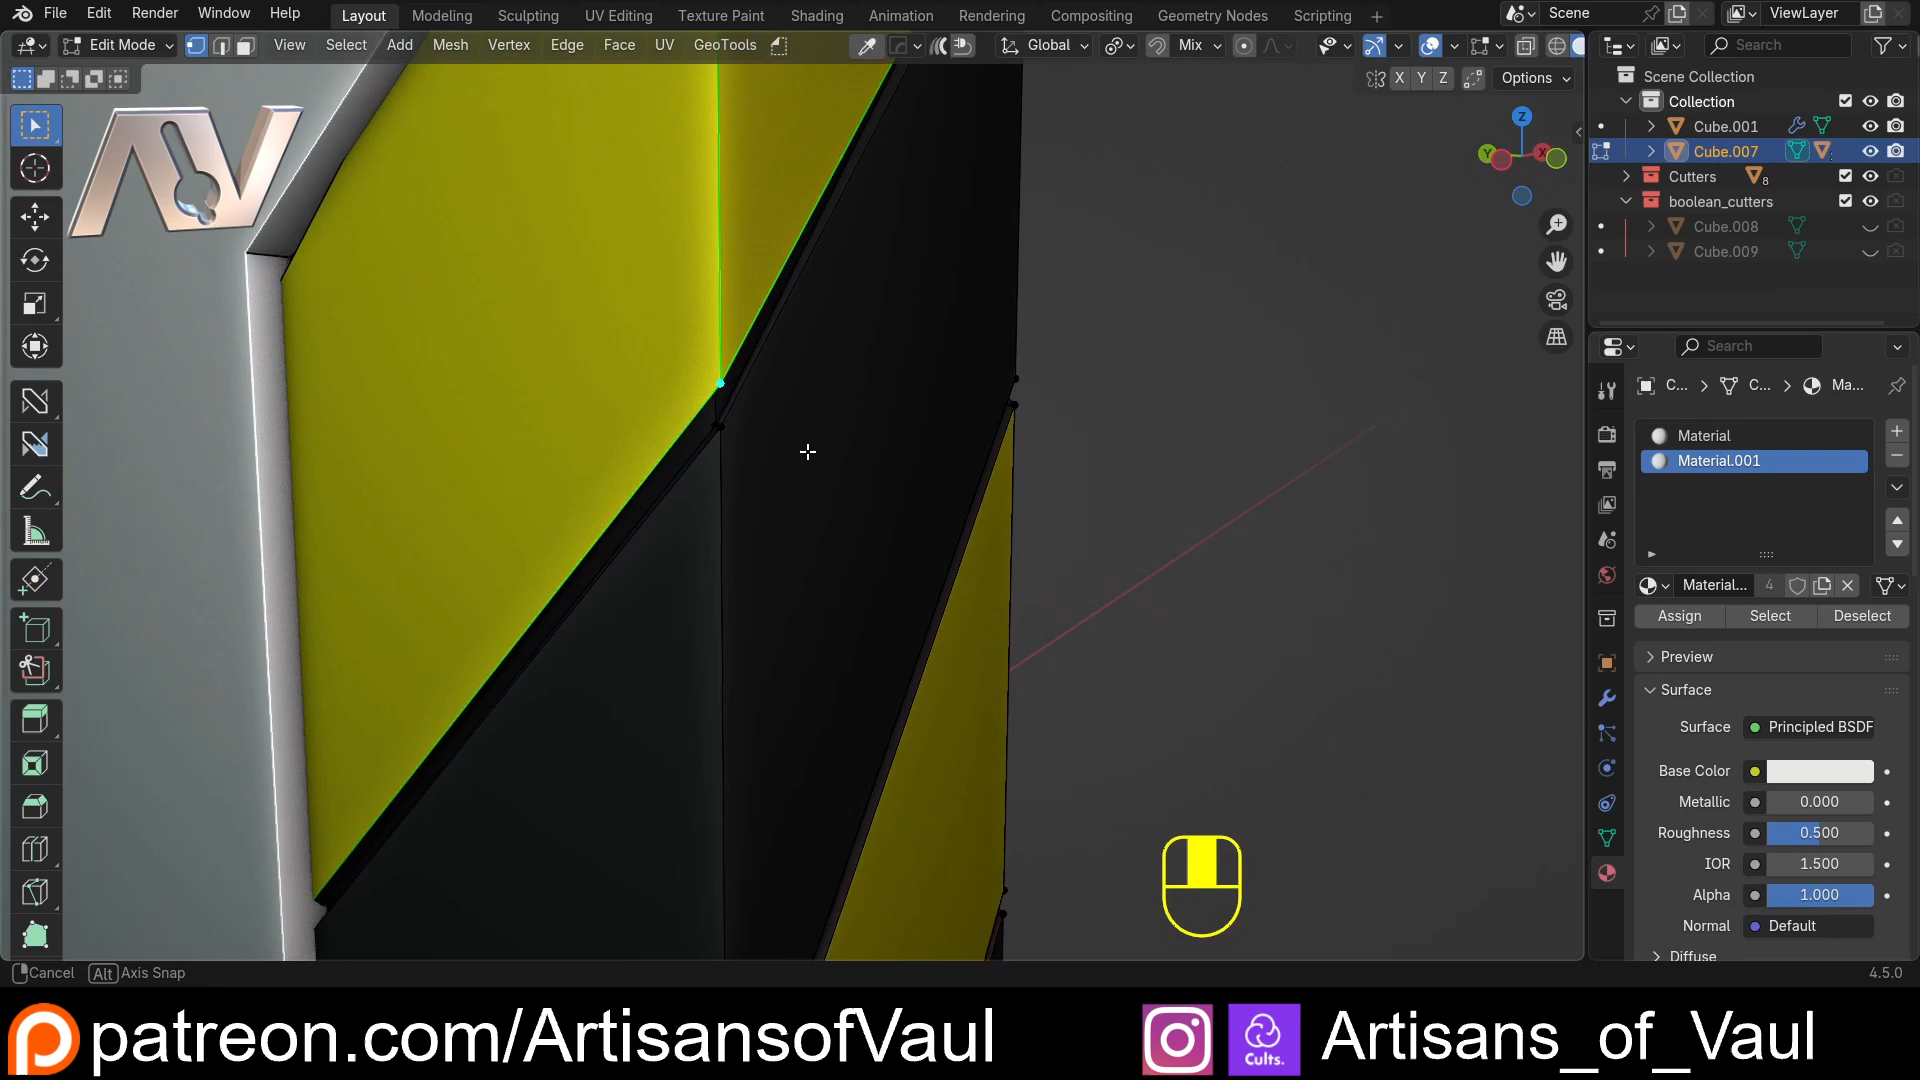 File Edit Render Window Help Layout Modeling Sculpting UV Editing Texture Paint Shading Animation Rendering Compositing Geometry Nodes Scripting + Scene ViewLayer
Edit Mode View Select Add Mesh Vertex Edge Face UV GeoTools Global Mix Search
X Y Z Options
Scene Collection
Collection
Cube.001
Cube.007
Cutters 8
boolean_cutters
Cube.008
Cube.009
Z
Y X
Search
C... C... Ma...
Material
Material.001
Material... 4
Assign Select Deselect
Preview
Surface
Surface Principled BSDF
Base Color
Metallic 0.000
Roughness 0.500
IOR 1.500
Alpha 1.000
Normal Default
Diffuse
Cancel Alt Axis Snap 4.5.0
patreon.com/ArtisansofVaul Cults. Artisans_of_Vaul